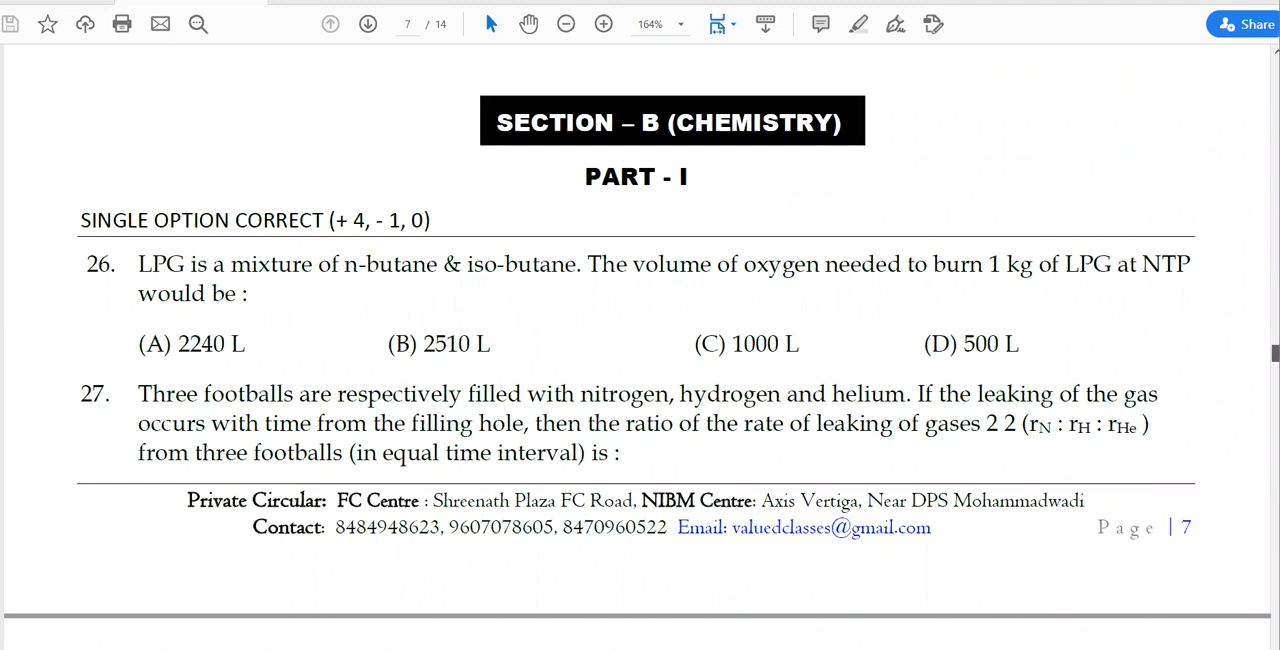 7 / 14 164% Share
SECTION – B (CHEMISTRY)
PART - I
SINGLE OPTION CORRECT (+ 4, - 1, 0)
26. LPG is a mixture of n-butane & iso-butane. The volume of oxygen needed to burn 1 kg of LPG at NTP
would be :
(A) 2240 L (B) 2510 L (C) 1000 L (D) 500 L
27. Three footballs are respectively filled with nitrogen, hydrogen and helium. If the leaking of the gas
occurs with time from the filling hole, then the ratio of the rate of leaking of gases 2 2 (rN : rH : rHe )
from three footballs (in equal time interval) is :
Private Circular: FC Centre : Shreenath Plaza FC Road, NIBM Centre: Axis Vertiga, Near DPS Mohammadwadi
Contact: 8484948623, 9607078605, 8470960522 Email: valuedclasses@gmail.com Page | 7